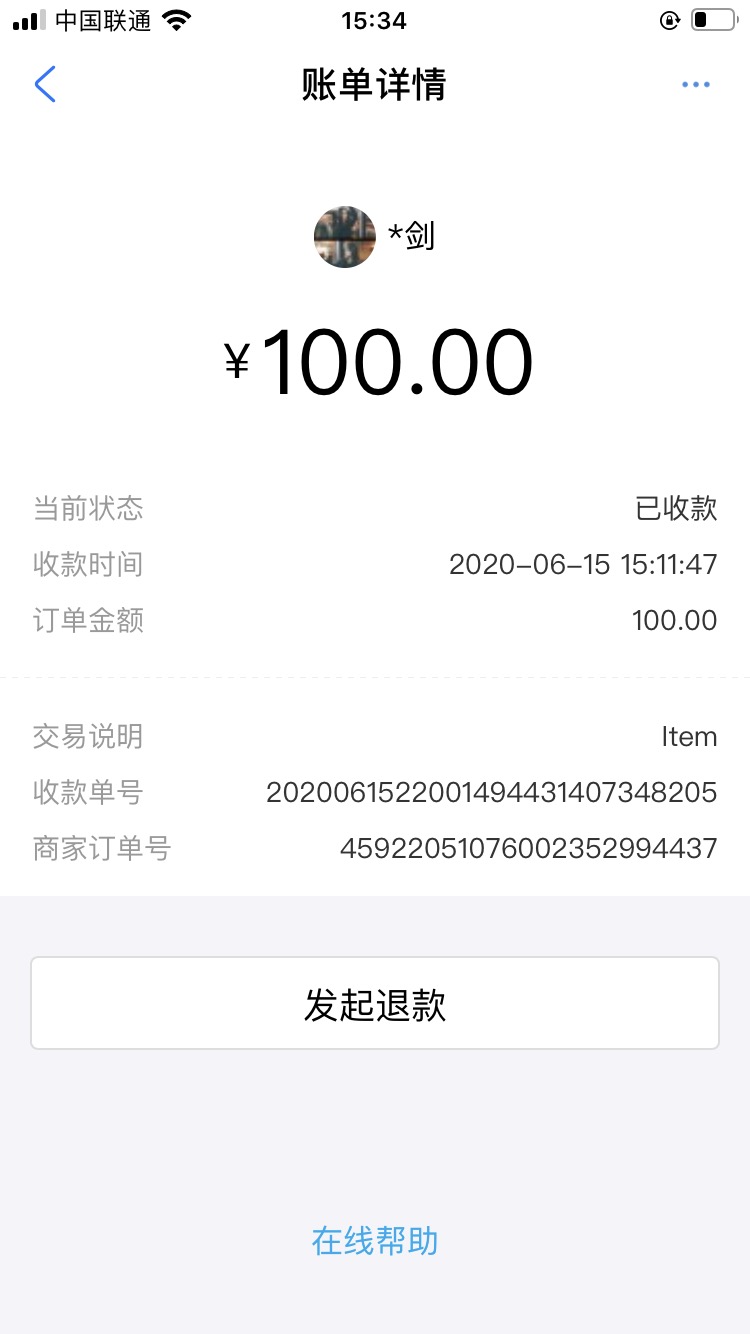 中国联通 15:34
账单详情
*剑
¥100.00
当前状态 已收款
收款时间 2020-06-15 15:11:47
订单金额 100.00
交易说明 Item
收款单号 2020061522001494431407348205
商家订单号 45922051076002352994437
发起退款
在线帮助